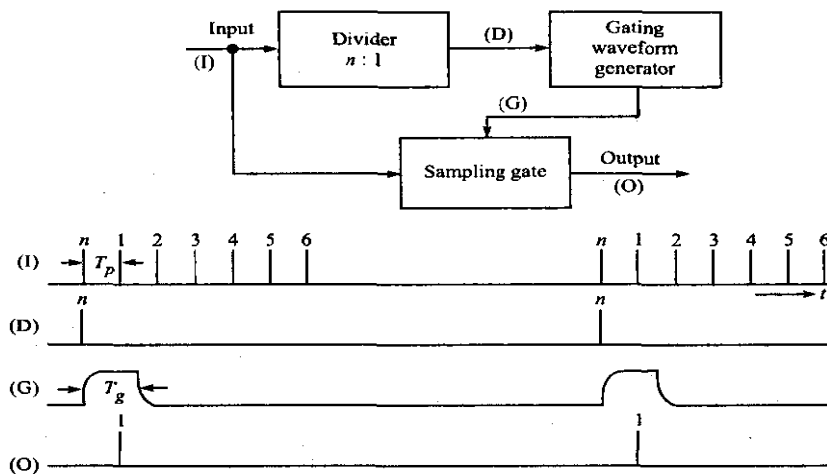 Input
(I)
Divider
n : 1
(D)
Gating
waveform
generator
(G)
Sampling gate
Output
(O)
n 1 2 3 4 5 6 n 1 2 3 4 5 6
(I) T_p
t
n n
(D)
(G) T_g
1 1
(O)